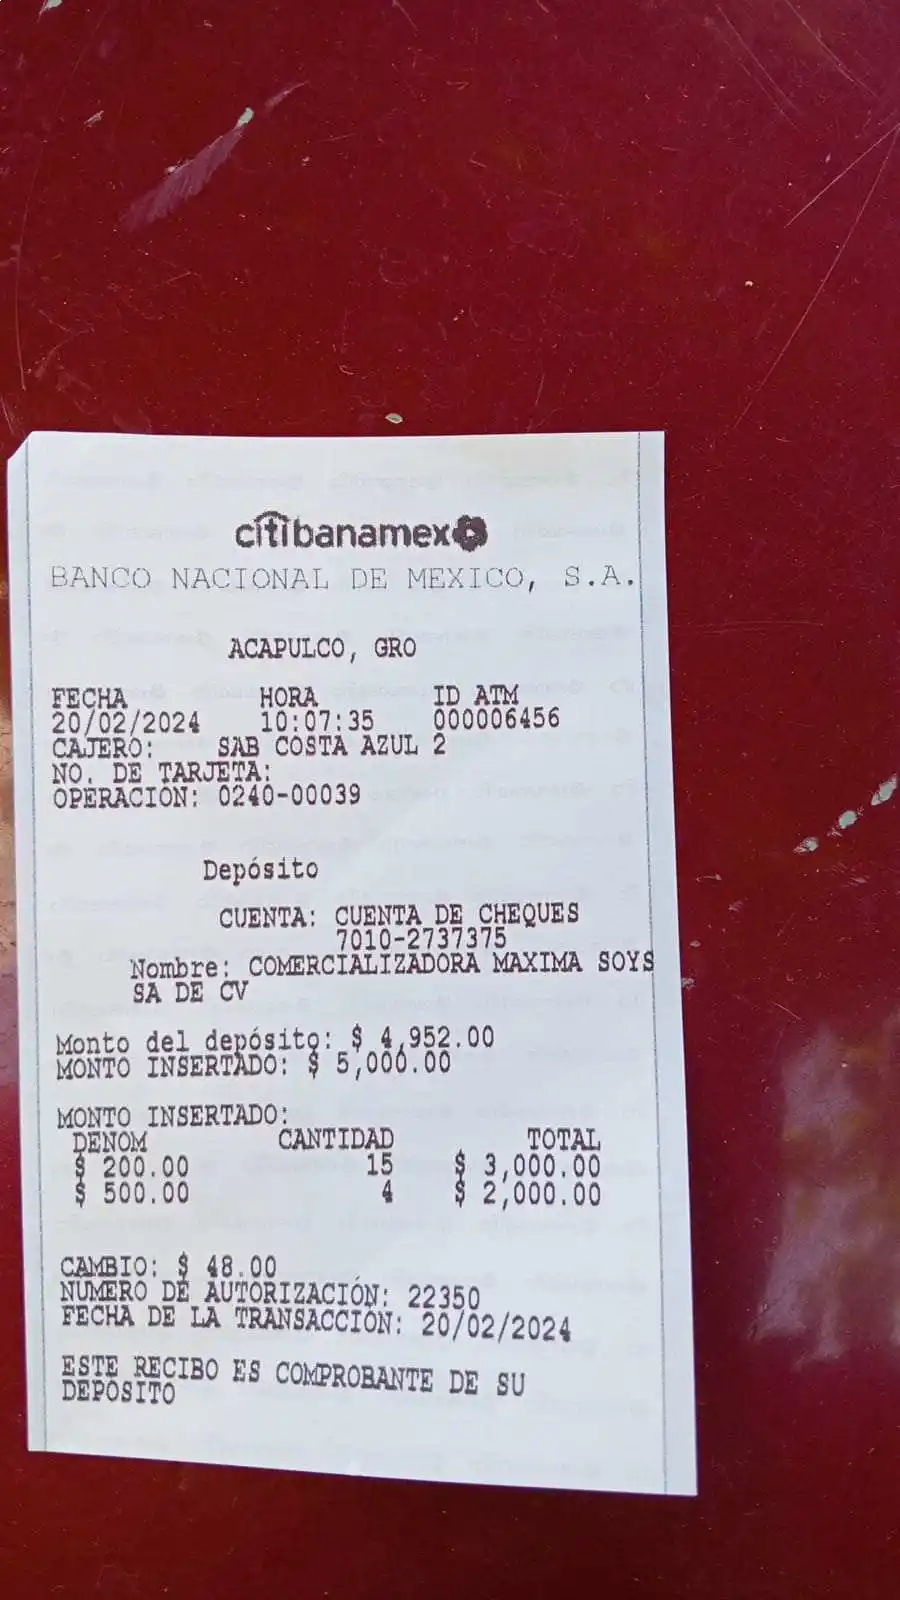 citibanamex
BANCO NACIONAL DE MEXICO, S.A.
ACAPULCO, GRO
FECHA HORA ID ATM
20/02/2024 10:07:35 000006456
CAJERO: SAB COSTA AZUL 2
NO. DE TARJETA:
OPERACIÓN: 0240-00039
Depósito
CUENTA: CUENTA DE CHEQUES
7010-2737375
Nombre: COMERCIALIZADORA MAXIMA SOYS
SA DE CV
Monto del depósito: $ 4,952.00
MONTO INSERTADO: $ 5,000.00
MONTO INSERTADO:
DENOM CANTIDAD TOTAL
$ 200.00 15 $ 3,000.00
$ 500.00 4 $ 2,000.00
CAMBIO: $ 48.00
NÚMERO DE AUTORIZACIÓN: 22350
FECHA DE LA TRANSACCIÓN: 20/02/2024
ESTE RECIBO ES COMPROBANTE DE SU
DEPÓSITO